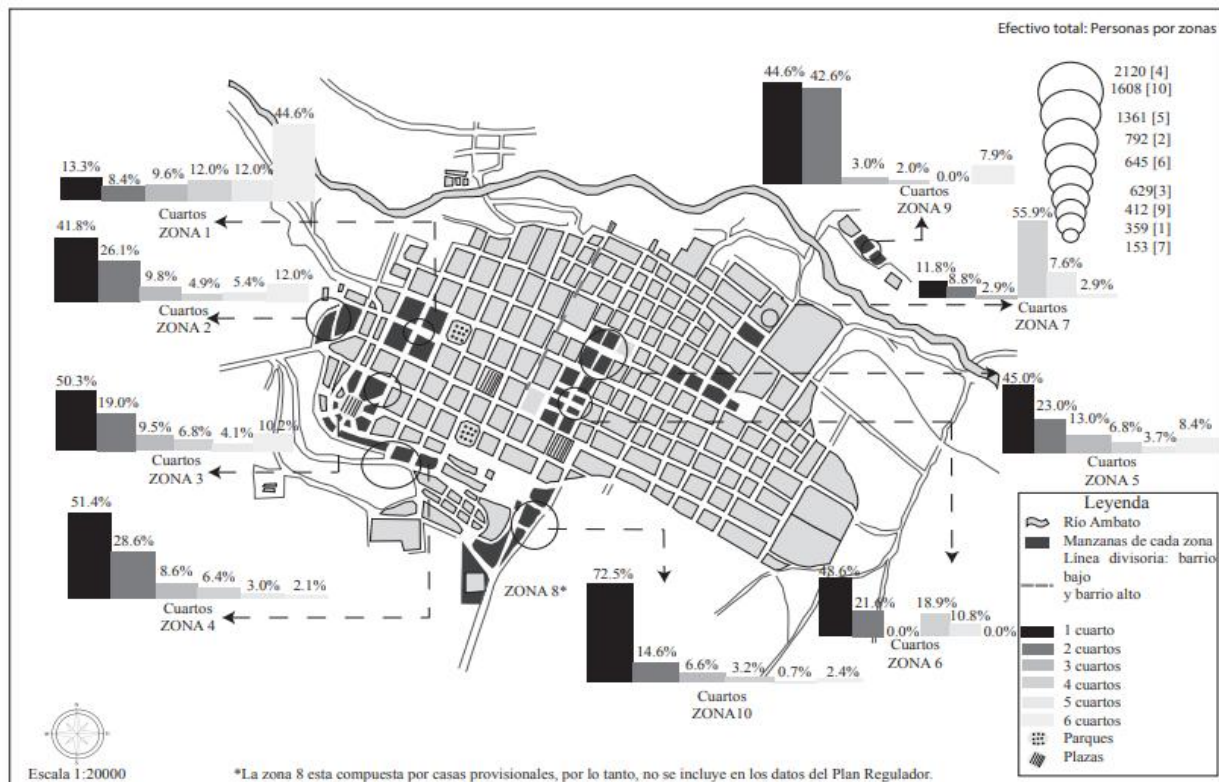 Efectivo total: Personas por zonas
2120 [4]
1608 [10]
1361 [5]
792 [2]
645 [6]
629[3]
412 [9]
359 [1]
153 [7]
13.3% 8.4% 9.6% 12.0% 12.0% 44.6%
Cuartos
ZONA 1
44.6% 42.6% 3.0% 2.0% 0.0% 7.9%
Cuartos
ZONA 9
41.8% 26.1% 9.8% 4.9% 5.4% 12.0%
Cuartos
ZONA 2
11.8% 8.8% 2.9% 55.9% 7.6% 2.9%
Cuartos
ZONA 7
50.3% 19.0% 9.5% 6.8% 4.1% 10.2%
Cuartos
ZONA 3
45.0% 23.0% 13.0% 6.8% 3.7% 8.4%
Cuartos
ZONA 5
51.4% 28.6% 8.6% 6.4% 3.0% 2.1%
Cuartos
ZONA 4
ZONA 8*
72.5% 14.6% 6.6% 3.2% 0.7% 2.4%
Cuartos
ZONA10
48.6% 21.6% 0.0% 18.9% 10.8% 0.0%
Cuartos
ZONA 6
Leyenda
Río Ambato
Manzanas de cada zona
Línea divisoria: barrio
bajo
y barrio alto
1 cuarto
2 cuartos
3 cuartos
4 cuartos
5 cuartos
6 cuartos
Parques
Plazas
Escala 1:20000
*La zona 8 esta compuesta por casas provisionales, por lo tanto, no se incluye en los datos del Plan Regulador.